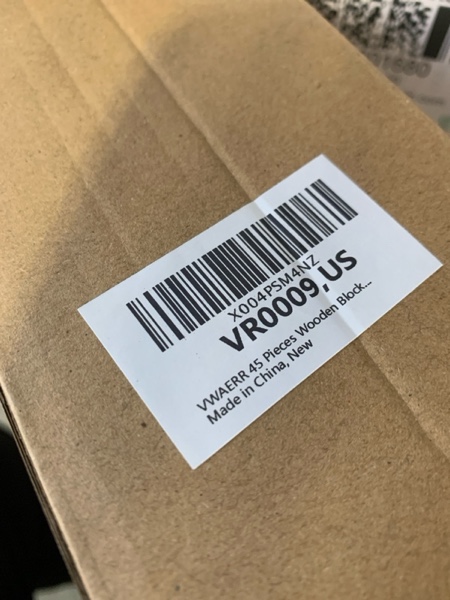 X004PSM4NZ
VR0009,US
VWAERR 45 Pieces Wooden Block...
Made in China, New